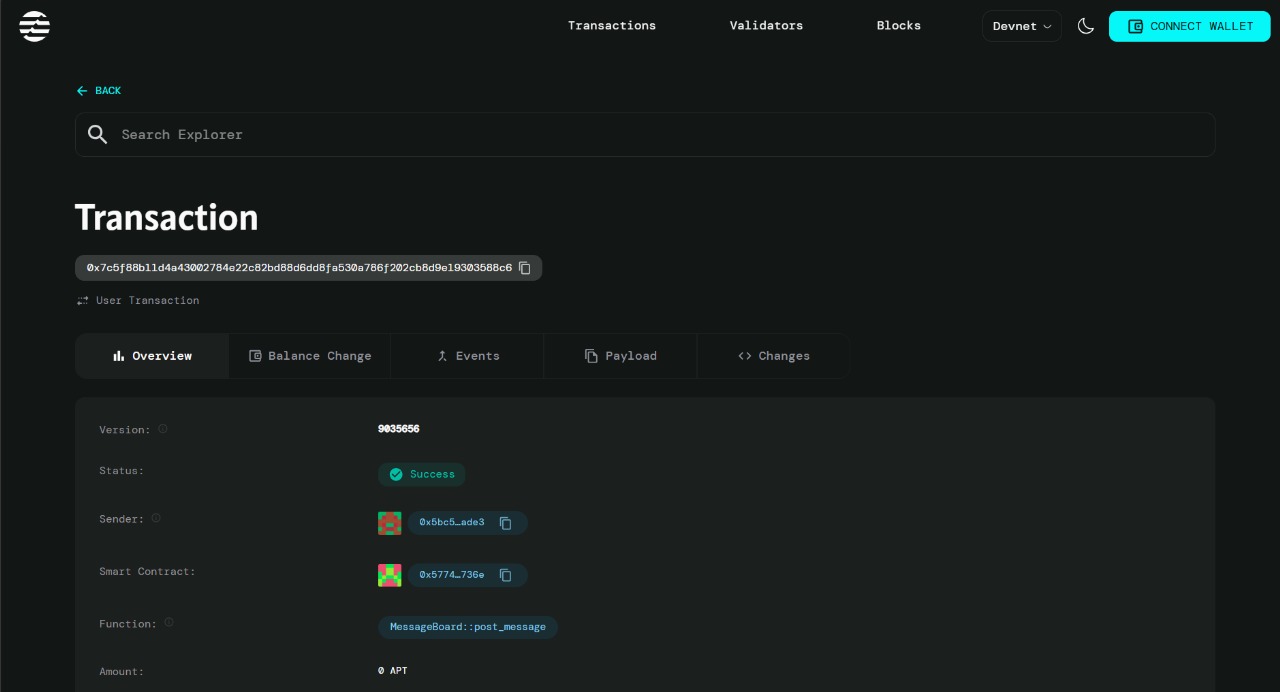 Transactions Validators Blocks Devnet CONNECT WALLET
BACK
Search Explorer
Transaction
0x7c5f88b11d4a43002784e22c82bd88d6dd8fa530a786f202cb8d9e19303588c6
User Transaction
Overview Balance Change Events Payload Changes
Version: 9035656
Status: Success
Sender: 0x5bc5…ade3
Smart Contract: 0x5774…736e
Function: MessageBoard::post_message
Amount: 0 APT